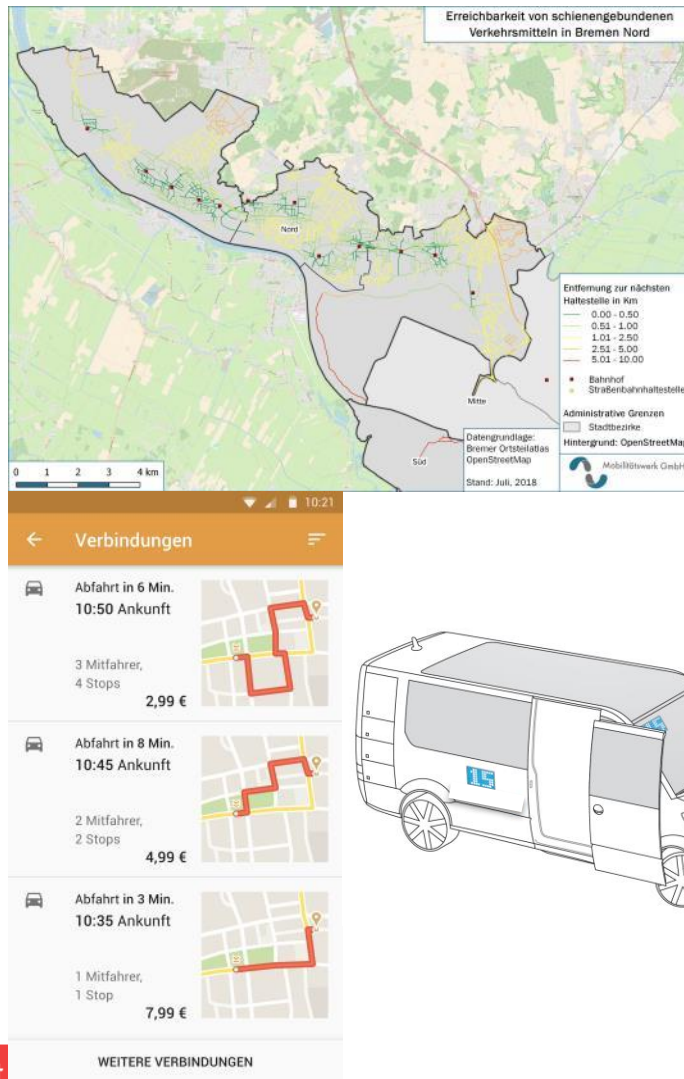 Erreichbarkeit von schienengebundenen
Verkehrsmitteln in Bremen Nord
Nord
Mitte
Süd
Entfernung zur nächsten
Haltestelle in Km
0.00 - 0.50
0.51 - 1.00
1.01 - 2.50
2.51 - 5.00
5.01 - 10.00
Bahnhof
Straßenbahnhaltestelle
Administrative Grenzen
Stadtbezirke
Hintergrund: OpenStreetMap
Datengrundlage:
Bremer Ortsteilatlas
OpenStreetMap
Stand: Juli, 2018
Mobilitätswerk GmbH
0 1 2 3 4 km
10:21
Verbindungen
Abfahrt in 6 Min.
10:50 Ankunft
3 Mitfahrer,
4 Stops
2,99 €
Abfahrt in 8 Min.
10:45 Ankunft
2 Mitfahrer,
2 Stops
4,99 €
Abfahrt in 3 Min.
10:35 Ankunft
1 Mitfahrer,
1 Stop
7,99 €
WEITERE VERBINDUNGEN
15
15